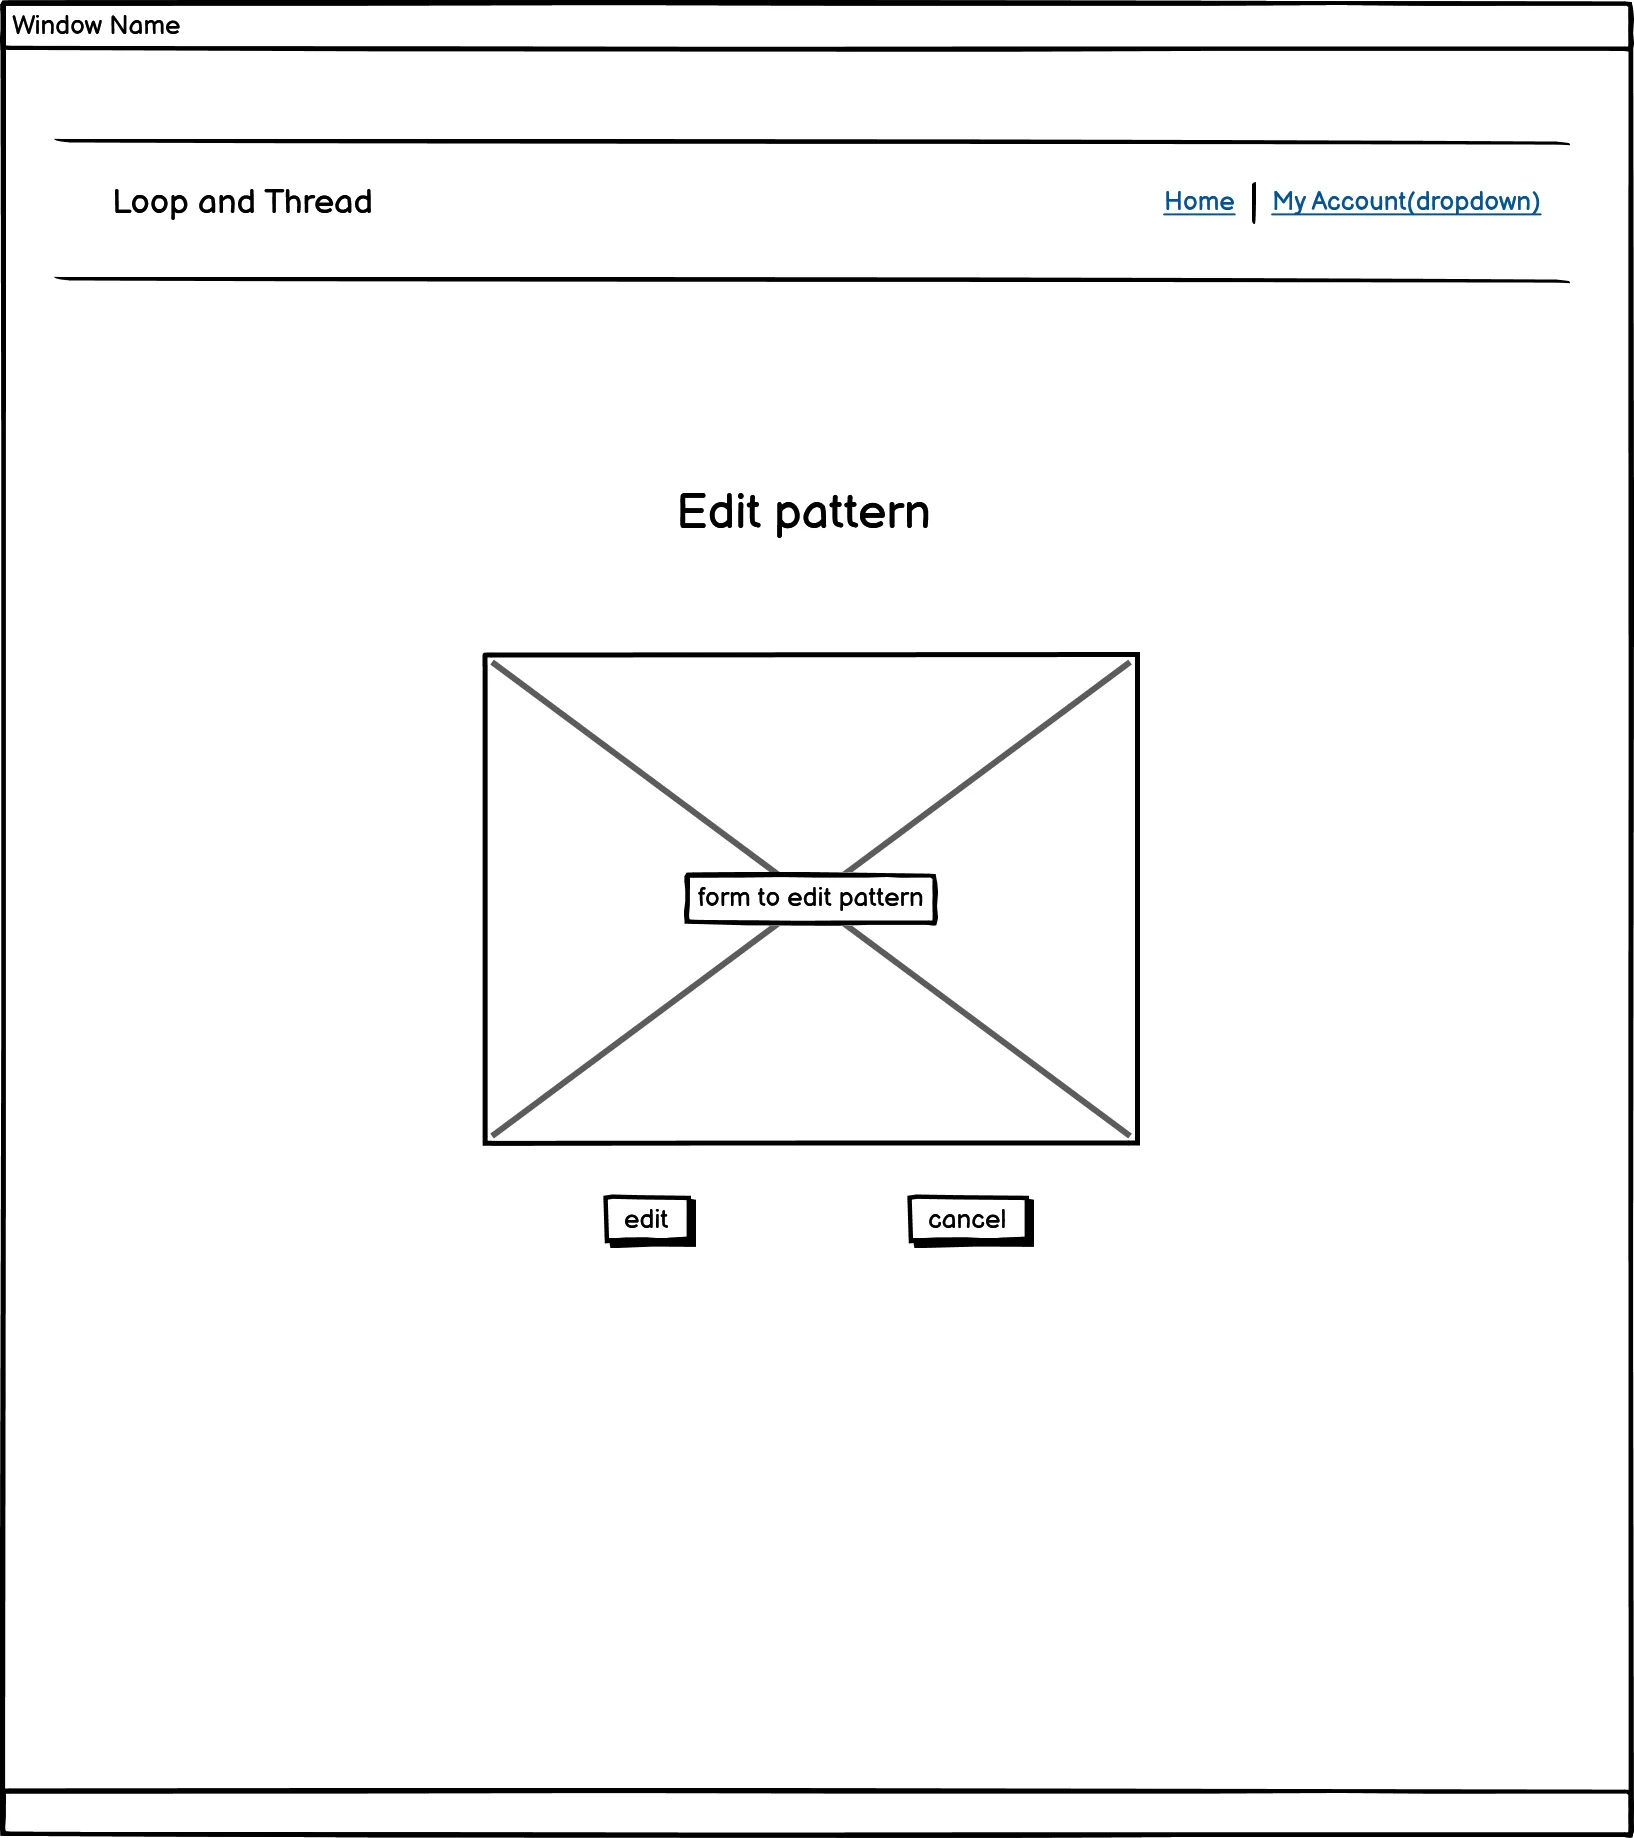 Window Name
Loop and Thread
Home | My Account(dropdown)
Edit pattern
form to edit pattern
edit
cancel